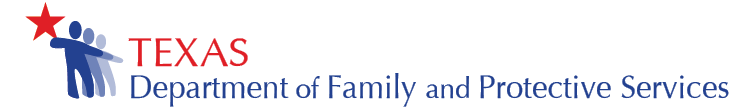 TEXAS
Department of Family and Protective Services